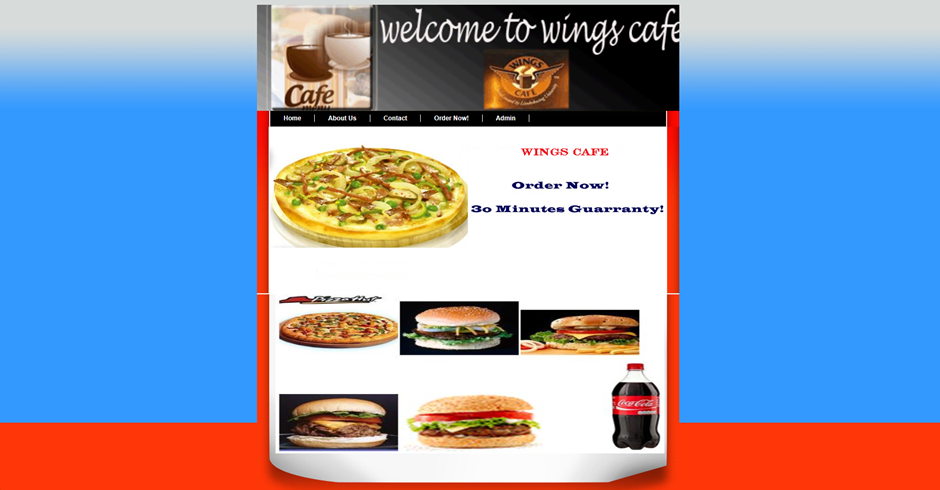 welcome to wings cafe
Cafe
menu
WINGS
CAFE
Home
About Us
Contact
Order Now!
Admin
WINGS CAFE
Order Now!
3o Minutes Guarranty!
Pizza Hut
Coca-Cola